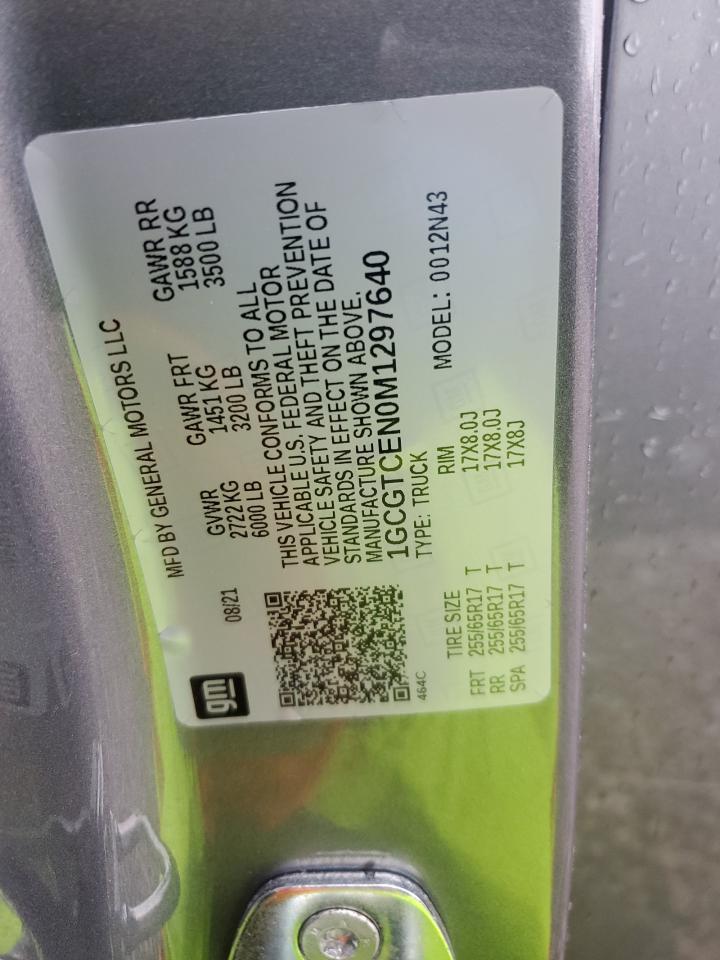 MFD BY GENERAL MOTORS LLC
gm
08/21
GVWR GAWR FRT GAWR RR
2722 KG 1451 KG 1588 KG
6000 LB 3200 LB 3500 LB
THIS VEHICLE CONFORMS TO ALL
APPLICABLE U.S. FEDERAL MOTOR
VEHICLE SAFETY AND THEFT PREVENTION
STANDARDS IN EFFECT ON THE DATE OF
MANUFACTURE SHOWN ABOVE.
1GCGTCEN0M1297640
464C
TYPE: TRUCK MODEL: 0012N43
TIRE SIZE RIM
FRT 255/65R17 T 17X8.0J
RR 255/65R17 T 17X8.0J
SPA 255/65R17 T 17X8J